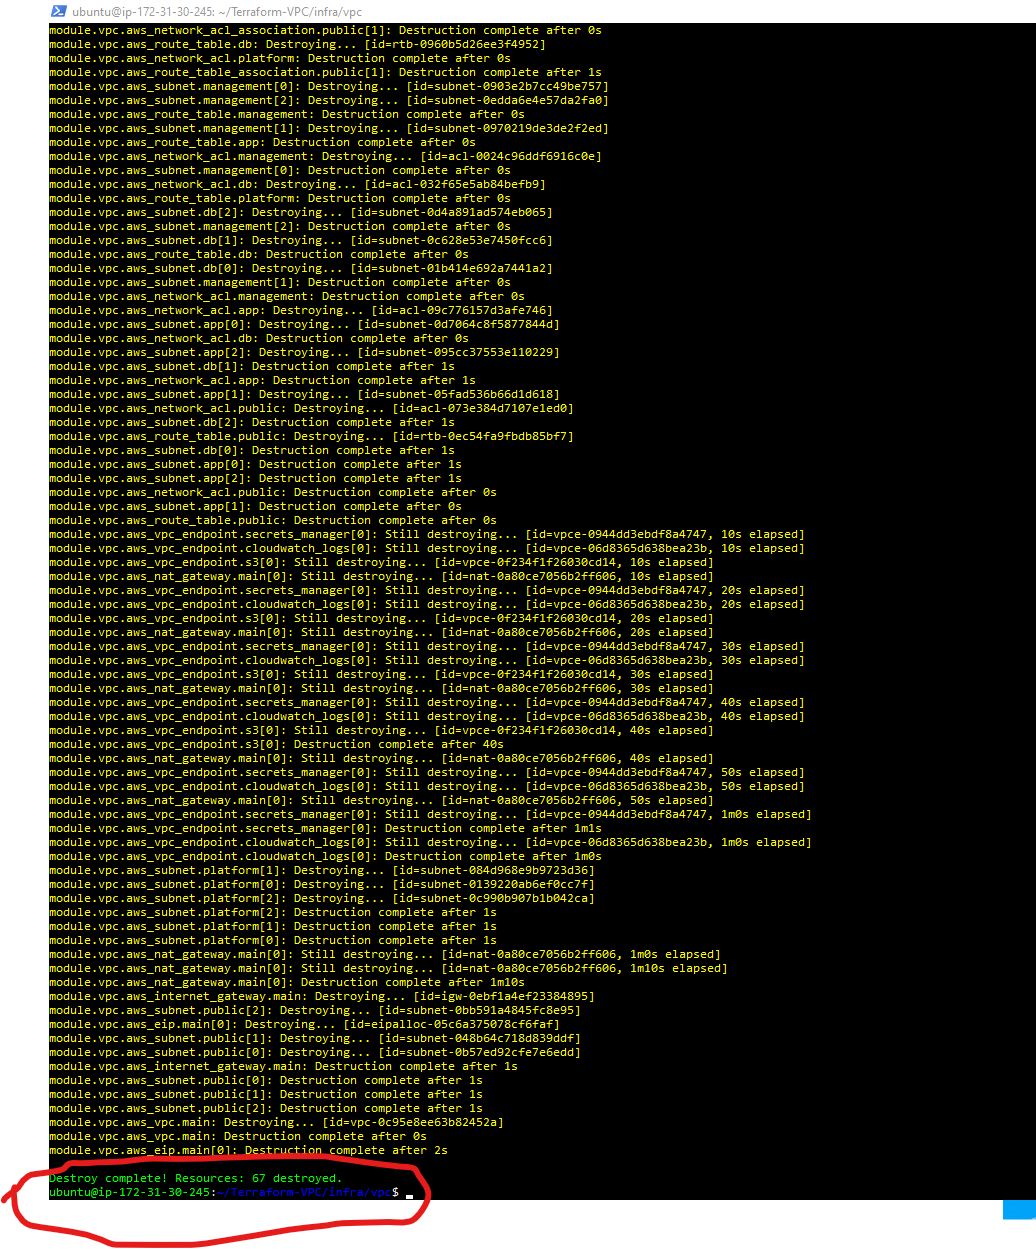 ubuntu@ip-172-31-30-245: ~/Terraform-VPC/infra/vpc
module.vpc.aws_network_acl_association.public[1]: Destruction complete after 0s
module.vpc.aws_route_table.db: Destroying... [id=rtb-0960b5d26ee3f4952]
module.vpc.aws_network_acl.platform: Destruction complete after 0s
module.vpc.aws_route_table_association.public[1]: Destruction complete after 1s
module.vpc.aws_subnet.management[0]: Destroying... [id=subnet-0903e2b7cc49be757]
module.vpc.aws_subnet.management[2]: Destroying... [id=subnet-0edda6e4e57da2fa0]
module.vpc.aws_route_table.management: Destruction complete after 0s
module.vpc.aws_subnet.management[1]: Destroying... [id=subnet-0970219de3de2f2ed]
module.vpc.aws_route_table.app: Destruction complete after 0s
module.vpc.aws_network_acl.management: Destroying... [id=acl-0024c96ddf6916c0e]
module.vpc.aws_subnet.management[0]: Destruction complete after 0s
module.vpc.aws_network_acl.db: Destroying... [id=acl-032f65e5ab84befb9]
module.vpc.aws_route_table.platform: Destruction complete after 0s
module.vpc.aws_subnet.db[2]: Destroying... [id=subnet-0d4a891ad574eb065]
module.vpc.aws_subnet.management[2]: Destruction complete after 0s
module.vpc.aws_subnet.db[1]: Destroying... [id=subnet-0c628e53e7450fcc6]
module.vpc.aws_route_table.db: Destruction complete after 0s
module.vpc.aws_subnet.db[0]: Destroying... [id=subnet-01b414e692a7441a2]
module.vpc.aws_subnet.management[1]: Destruction complete after 0s
module.vpc.aws_network_acl.management: Destruction complete after 0s
module.vpc.aws_network_acl.app: Destroying... [id=acl-09c776157d3afe746]
module.vpc.aws_subnet.app[0]: Destroying... [id=subnet-0d7064c8f5877844d]
module.vpc.aws_network_acl.db: Destruction complete after 0s
module.vpc.aws_subnet.app[2]: Destroying... [id=subnet-095cc37553e110229]
module.vpc.aws_subnet.db[1]: Destruction complete after 1s
module.vpc.aws_network_acl.app: Destruction complete after 1s
module.vpc.aws_subnet.app[1]: Destroying... [id=subnet-05fad536b66d1d618]
module.vpc.aws_network_acl.public: Destroying... [id=acl-073e384d7107e1ed0]
module.vpc.aws_subnet.db[2]: Destruction complete after 1s
module.vpc.aws_route_table.public: Destroying... [id=rtb-0ec54fa9fbdb85bf7]
module.vpc.aws_subnet.db[0]: Destruction complete after 1s
module.vpc.aws_subnet.app[0]: Destruction complete after 1s
module.vpc.aws_subnet.app[2]: Destruction complete after 1s
module.vpc.aws_network_acl.public: Destruction complete after 0s
module.vpc.aws_subnet.app[1]: Destruction complete after 0s
module.vpc.aws_route_table.public: Destruction complete after 0s
module.vpc.aws_vpc_endpoint.secrets_manager[0]: Still destroying... [id=vpce-0944dd3ebdf8a4747, 10s elapsed]
module.vpc.aws_vpc_endpoint.cloudwatch_logs[0]: Still destroying... [id=vpce-06d8365d638bea23b, 10s elapsed]
module.vpc.aws_vpc_endpoint.s3[0]: Still destroying... [id=vpce-0f234f1f26030cd14, 10s elapsed]
module.vpc.aws_nat_gateway.main[0]: Still destroying... [id=nat-0a80ce7056b2ff606, 10s elapsed]
module.vpc.aws_vpc_endpoint.secrets_manager[0]: Still destroying... [id=vpce-0944dd3ebdf8a4747, 20s elapsed]
module.vpc.aws_vpc_endpoint.cloudwatch_logs[0]: Still destroying... [id=vpce-06d8365d638bea23b, 20s elapsed]
module.vpc.aws_vpc_endpoint.s3[0]: Still destroying... [id=vpce-0f234f1f26030cd14, 20s elapsed]
module.vpc.aws_nat_gateway.main[0]: Still destroying... [id=nat-0a80ce7056b2ff606, 20s elapsed]
module.vpc.aws_vpc_endpoint.secrets_manager[0]: Still destroying... [id=vpce-0944dd3ebdf8a4747, 30s elapsed]
module.vpc.aws_vpc_endpoint.cloudwatch_logs[0]: Still destroying... [id=vpce-06d8365d638bea23b, 30s elapsed]
module.vpc.aws_vpc_endpoint.s3[0]: Still destroying... [id=vpce-0f234f1f26030cd14, 30s elapsed]
module.vpc.aws_nat_gateway.main[0]: Still destroying... [id=nat-0a80ce7056b2ff606, 30s elapsed]
module.vpc.aws_vpc_endpoint.secrets_manager[0]: Still destroying... [id=vpce-0944dd3ebdf8a4747, 40s elapsed]
module.vpc.aws_vpc_endpoint.cloudwatch_logs[0]: Still destroying... [id=vpce-06d8365d638bea23b, 40s elapsed]
module.vpc.aws_vpc_endpoint.s3[0]: Still destroying... [id=vpce-0f234f1f26030cd14, 40s elapsed]
module.vpc.aws_vpc_endpoint.s3[0]: Destruction complete after 40s
module.vpc.aws_nat_gateway.main[0]: Still destroying... [id=nat-0a80ce7056b2ff606, 40s elapsed]
module.vpc.aws_vpc_endpoint.secrets_manager[0]: Still destroying... [id=vpce-0944dd3ebdf8a4747, 50s elapsed]
module.vpc.aws_vpc_endpoint.cloudwatch_logs[0]: Still destroying... [id=vpce-06d8365d638bea23b, 50s elapsed]
module.vpc.aws_nat_gateway.main[0]: Still destroying... [id=nat-0a80ce7056b2ff606, 50s elapsed]
module.vpc.aws_vpc_endpoint.secrets_manager[0]: Still destroying... [id=vpce-0944dd3ebdf8a4747, 1m0s elapsed]
module.vpc.aws_vpc_endpoint.secrets_manager[0]: Destruction complete after 1m1s
module.vpc.aws_vpc_endpoint.cloudwatch_logs[0]: Still destroying... [id=vpce-06d8365d638bea23b, 1m0s elapsed]
module.vpc.aws_vpc_endpoint.cloudwatch_logs[0]: Destruction complete after 1m0s
module.vpc.aws_subnet.platform[1]: Destroying... [id=subnet-084d968e9b9723d36]
module.vpc.aws_subnet.platform[0]: Destroying... [id=subnet-0139220ab6ef0cc7f]
module.vpc.aws_subnet.platform[2]: Destroying... [id=subnet-0c990b907b1b042ca]
module.vpc.aws_subnet.platform[2]: Destruction complete after 1s
module.vpc.aws_subnet.platform[1]: Destruction complete after 1s
module.vpc.aws_subnet.platform[0]: Destruction complete after 1s
module.vpc.aws_nat_gateway.main[0]: Still destroying... [id=nat-0a80ce7056b2ff606, 1m0s elapsed]
module.vpc.aws_nat_gateway.main[0]: Still destroying... [id=nat-0a80ce7056b2ff606, 1m10s elapsed]
module.vpc.aws_nat_gateway.main[0]: Destruction complete after 1m10s
module.vpc.aws_internet_gateway.main: Destroying... [id=igw-0ebf1a4ef23384895]
module.vpc.aws_subnet.public[2]: Destroying... [id=subnet-0bb591a4845fc8e95]
module.vpc.aws_eip.main[0]: Destroying... [id=eipalloc-05c6a375078cf6faf]
module.vpc.aws_subnet.public[1]: Destroying... [id=subnet-048b64c718d839ddf]
module.vpc.aws_subnet.public[0]: Destroying... [id=subnet-0b57ed92cfe7e6edd]
module.vpc.aws_internet_gateway.main: Destruction complete after 1s
module.vpc.aws_subnet.public[0]: Destruction complete after 1s
module.vpc.aws_subnet.public[1]: Destruction complete after 1s
module.vpc.aws_subnet.public[2]: Destruction complete after 1s
module.vpc.aws_vpc.main: Destroying... [id=vpc-0c95e8ee63b82452a]
module.vpc.aws_vpc.main: Destruction complete after 0s
module.vpc.aws_eip.main[0]: Destruction complete after 2s
Destroy complete! Resources: 67 destroyed.
ubuntu@ip-172-31-30-245:~/Terraform-VPC/infra/vpc$